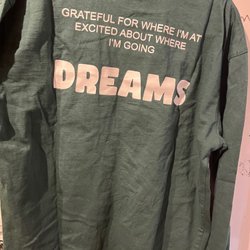 GRATEFUL FOR WHERE I'M AT
EXCITED ABOUT WHERE
I'M GOING
DREAMS